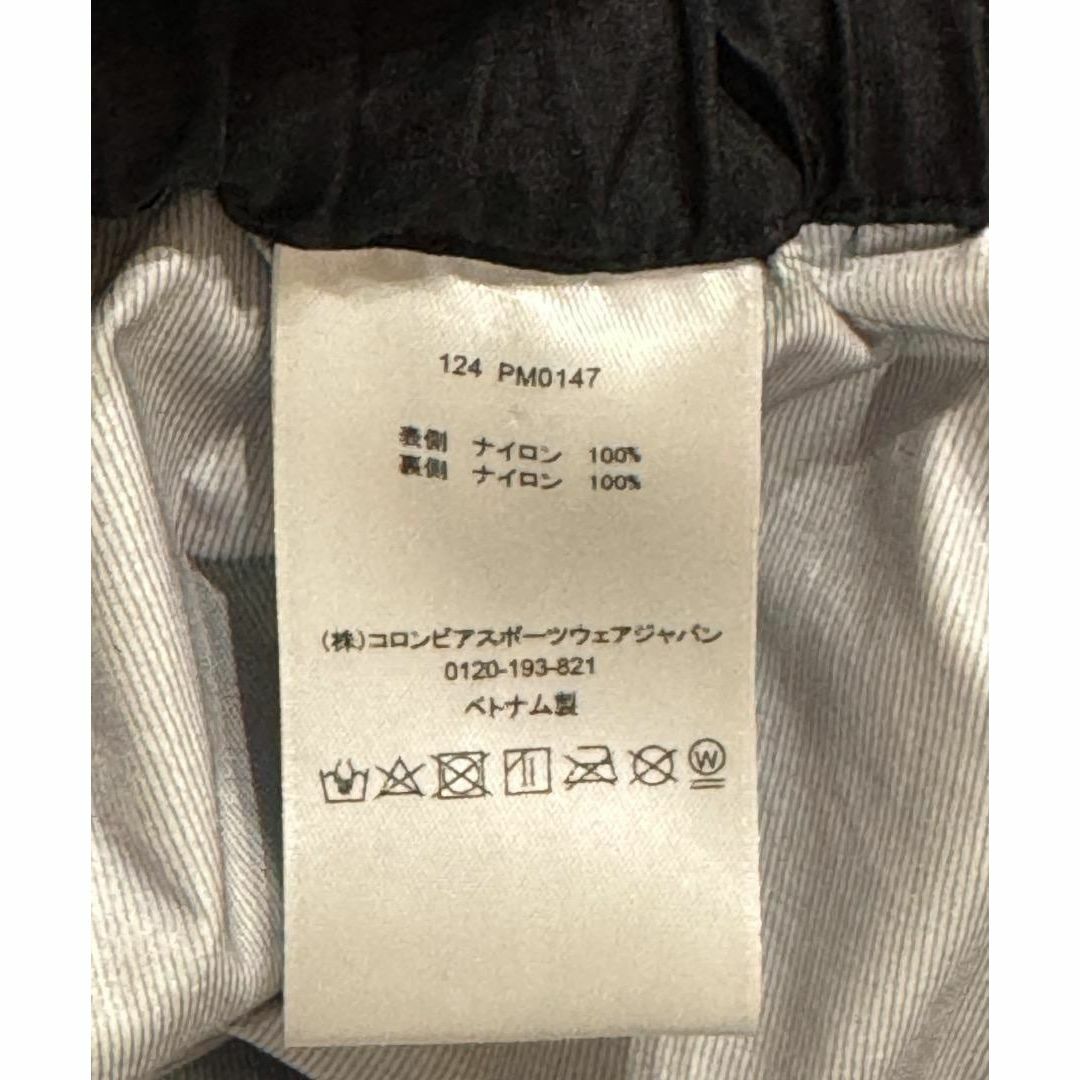 124 PM0147
表側 ナイロン 100%
裏側 ナイロン 100%
(株)コロンビアスポーツウェアジャパン
0120-193-821
ベトナム製
W